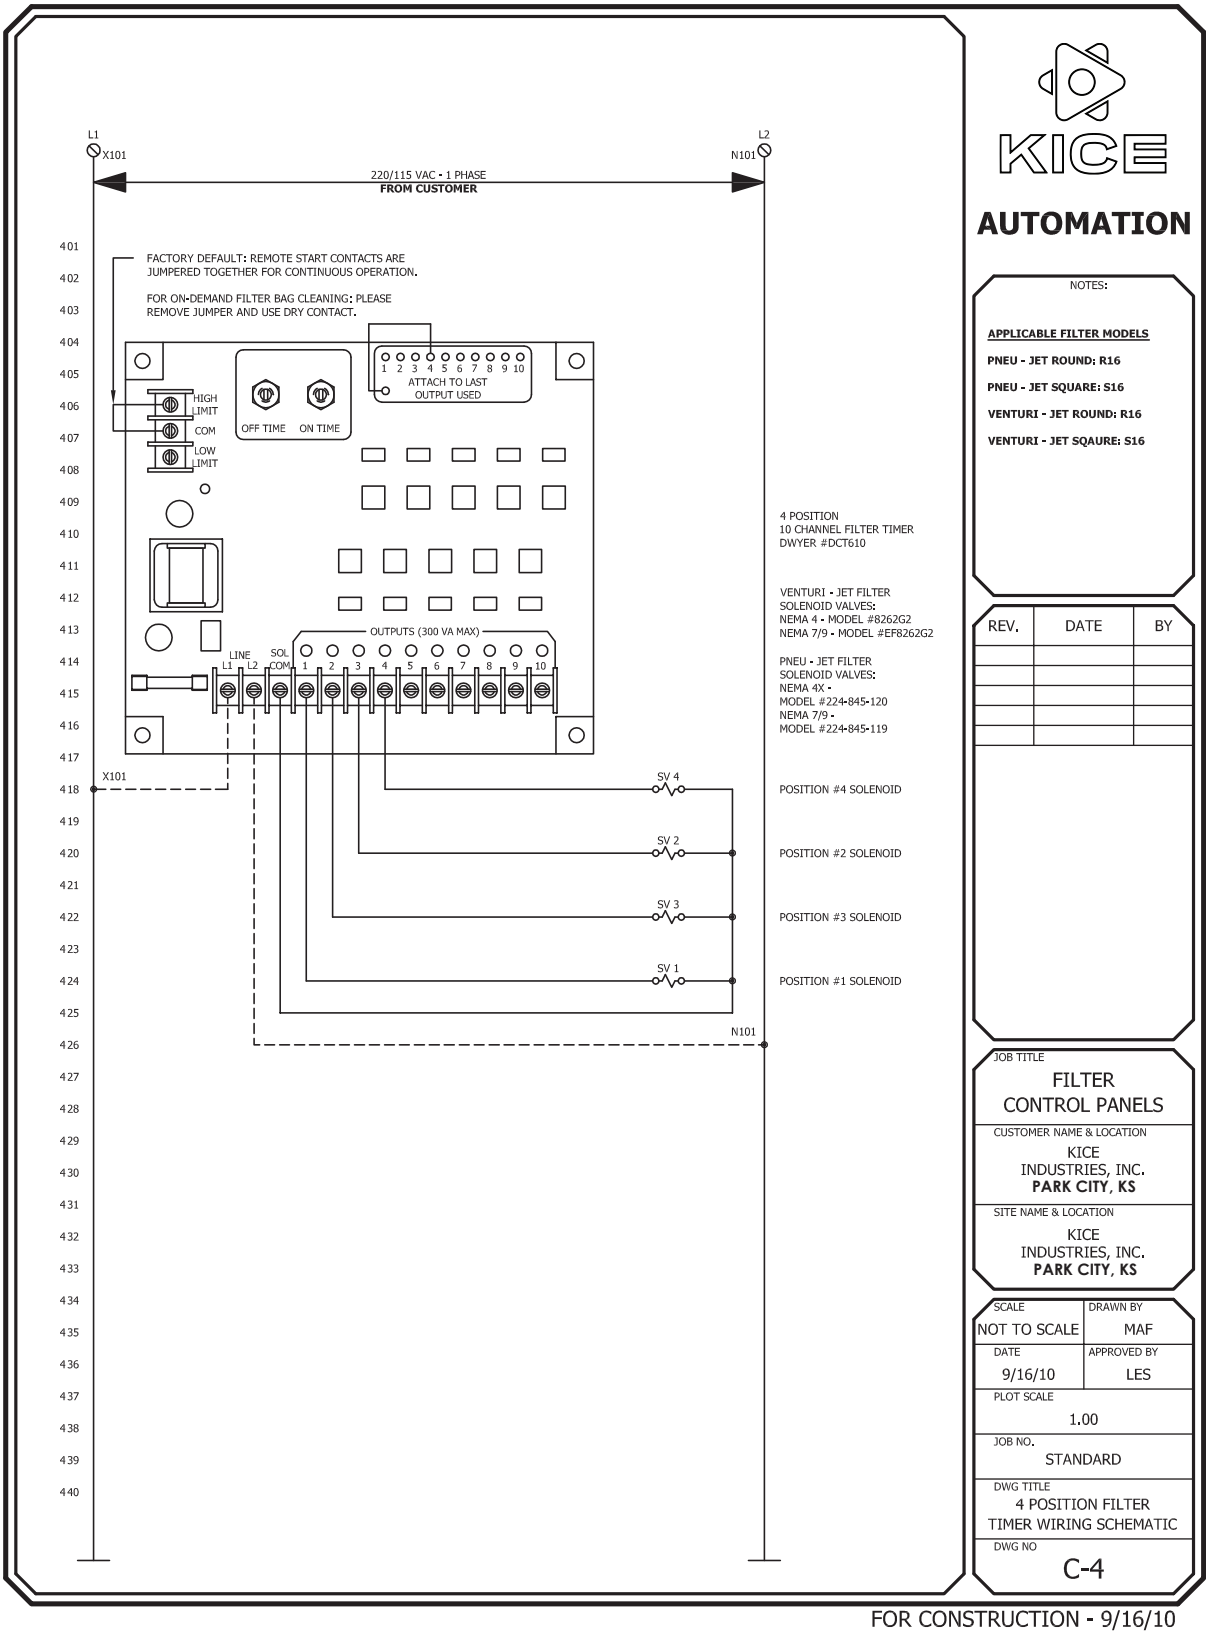 L1
X101
L2
N101
220/115 VAC - 1 PHASE
FROM CUSTOMER
401
402
403
404
405
406
407
408
409
410
411
412
413
414
415
416
417
418
419
420
421
422
423
424
425
426
427
428
429
430
431
432
433
434
435
436
437
438
439
440
FACTORY DEFAULT: REMOTE START CONTACTS ARE
JUMPERED TOGETHER FOR CONTINUOUS OPERATION.
FOR ON-DEMAND FILTER BAG CLEANING: PLEASE
REMOVE JUMPER AND USE DRY CONTACT.
1 2 3 4 5 6 7 8 9 10
ATTACH TO LAST
OUTPUT USED
OFF TIME ON TIME
HIGH
LIMIT
COM
LOW
LIMIT
OUTPUTS (300 VA MAX)
LINE
L1 L2
SOL
COM
1 2 3 4 5 6 7 8 9 10
X101
SV 4
SV 2
SV 3
SV 1
N101
4 POSITION
10 CHANNEL FILTER TIMER
DWYER #DCT610
VENTURI - JET FILTER
SOLENOID VALVES:
NEMA 4 - MODEL #8262G2
NEMA 7/9 - MODEL #EF8262G2
PNEU - JET FILTER
SOLENOID VALVES:
NEMA 4X -
MODEL #224-845-120
NEMA 7/9 -
MODEL #224-845-119
POSITION #4 SOLENOID
POSITION #2 SOLENOID
POSITION #3 SOLENOID
POSITION #1 SOLENOID
KICE
AUTOMATION
NOTES:
APPLICABLE FILTER MODELS
PNEU - JET ROUND: R16
PNEU - JET SQUARE: S16
VENTURI - JET ROUND: R16
VENTURI - JET SQAURE: S16
REV. DATE BY
JOB TITLE
FILTER
CONTROL PANELS
CUSTOMER NAME & LOCATION
KICE
INDUSTRIES, INC.
PARK CITY, KS
SITE NAME & LOCATION
KICE
INDUSTRIES, INC.
PARK CITY, KS
SCALE
NOT TO SCALE
DRAWN BY
MAF
DATE
9/16/10
APPROVED BY
LES
PLOT SCALE
1.00
JOB NO.
STANDARD
DWG TITLE
4 POSITION FILTER
TIMER WIRING SCHEMATIC
DWG NO
C-4
FOR CONSTRUCTION - 9/16/10